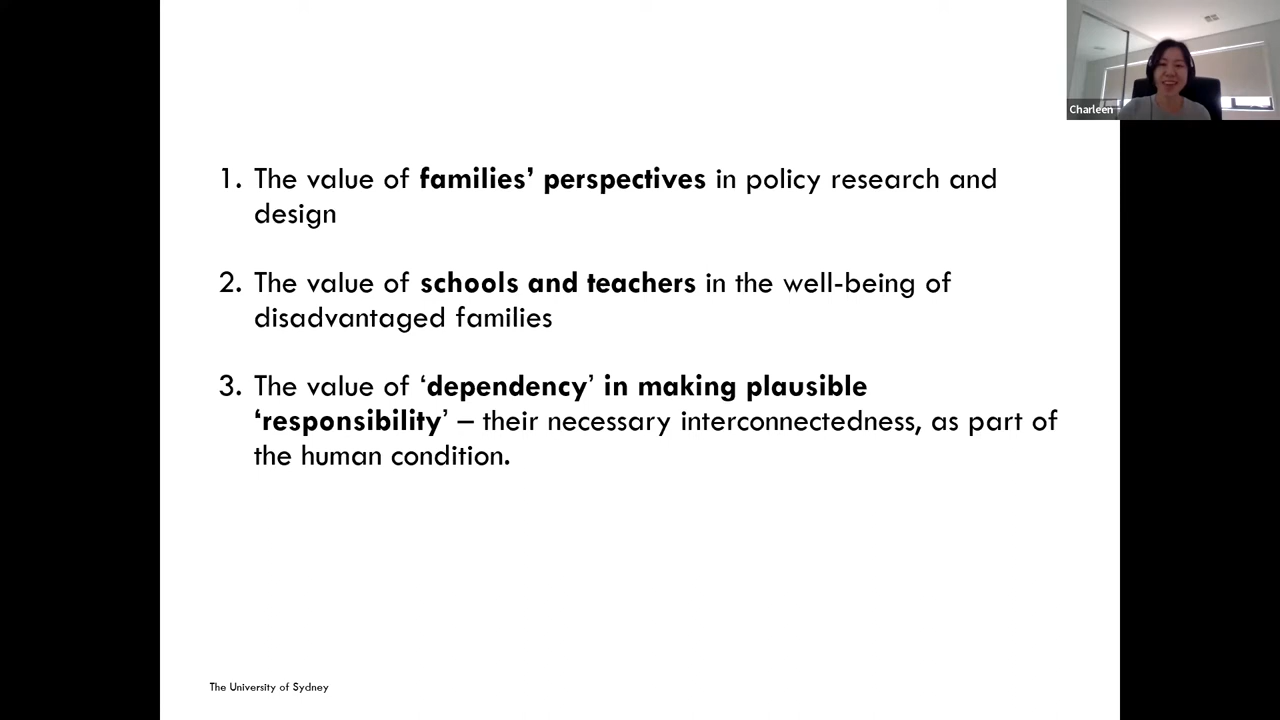 Charleen
1. The value of families’ perspectives in policy research and
design
2. The value of schools and teachers in the well-being of
disadvantaged families
3. The value of ‘dependency’ in making plausible
‘responsibility’ – their necessary interconnectedness, as part of
the human condition.
The University of Sydney